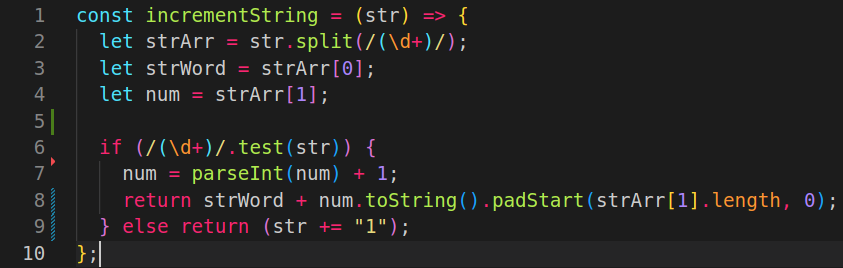 1 const incrementString = (str) => {
2 let strArr = str.split(/(\d+)/);
3 let strWord = strArr[0];
4 let num = strArr[1];
5
6 if (/(\d+)/.test(str)) {
7 num = parseInt(num) + 1;
8 return strWord + num.toString().padStart(strArr[1].length, 0);
9 } else return (str += "1");
10 };